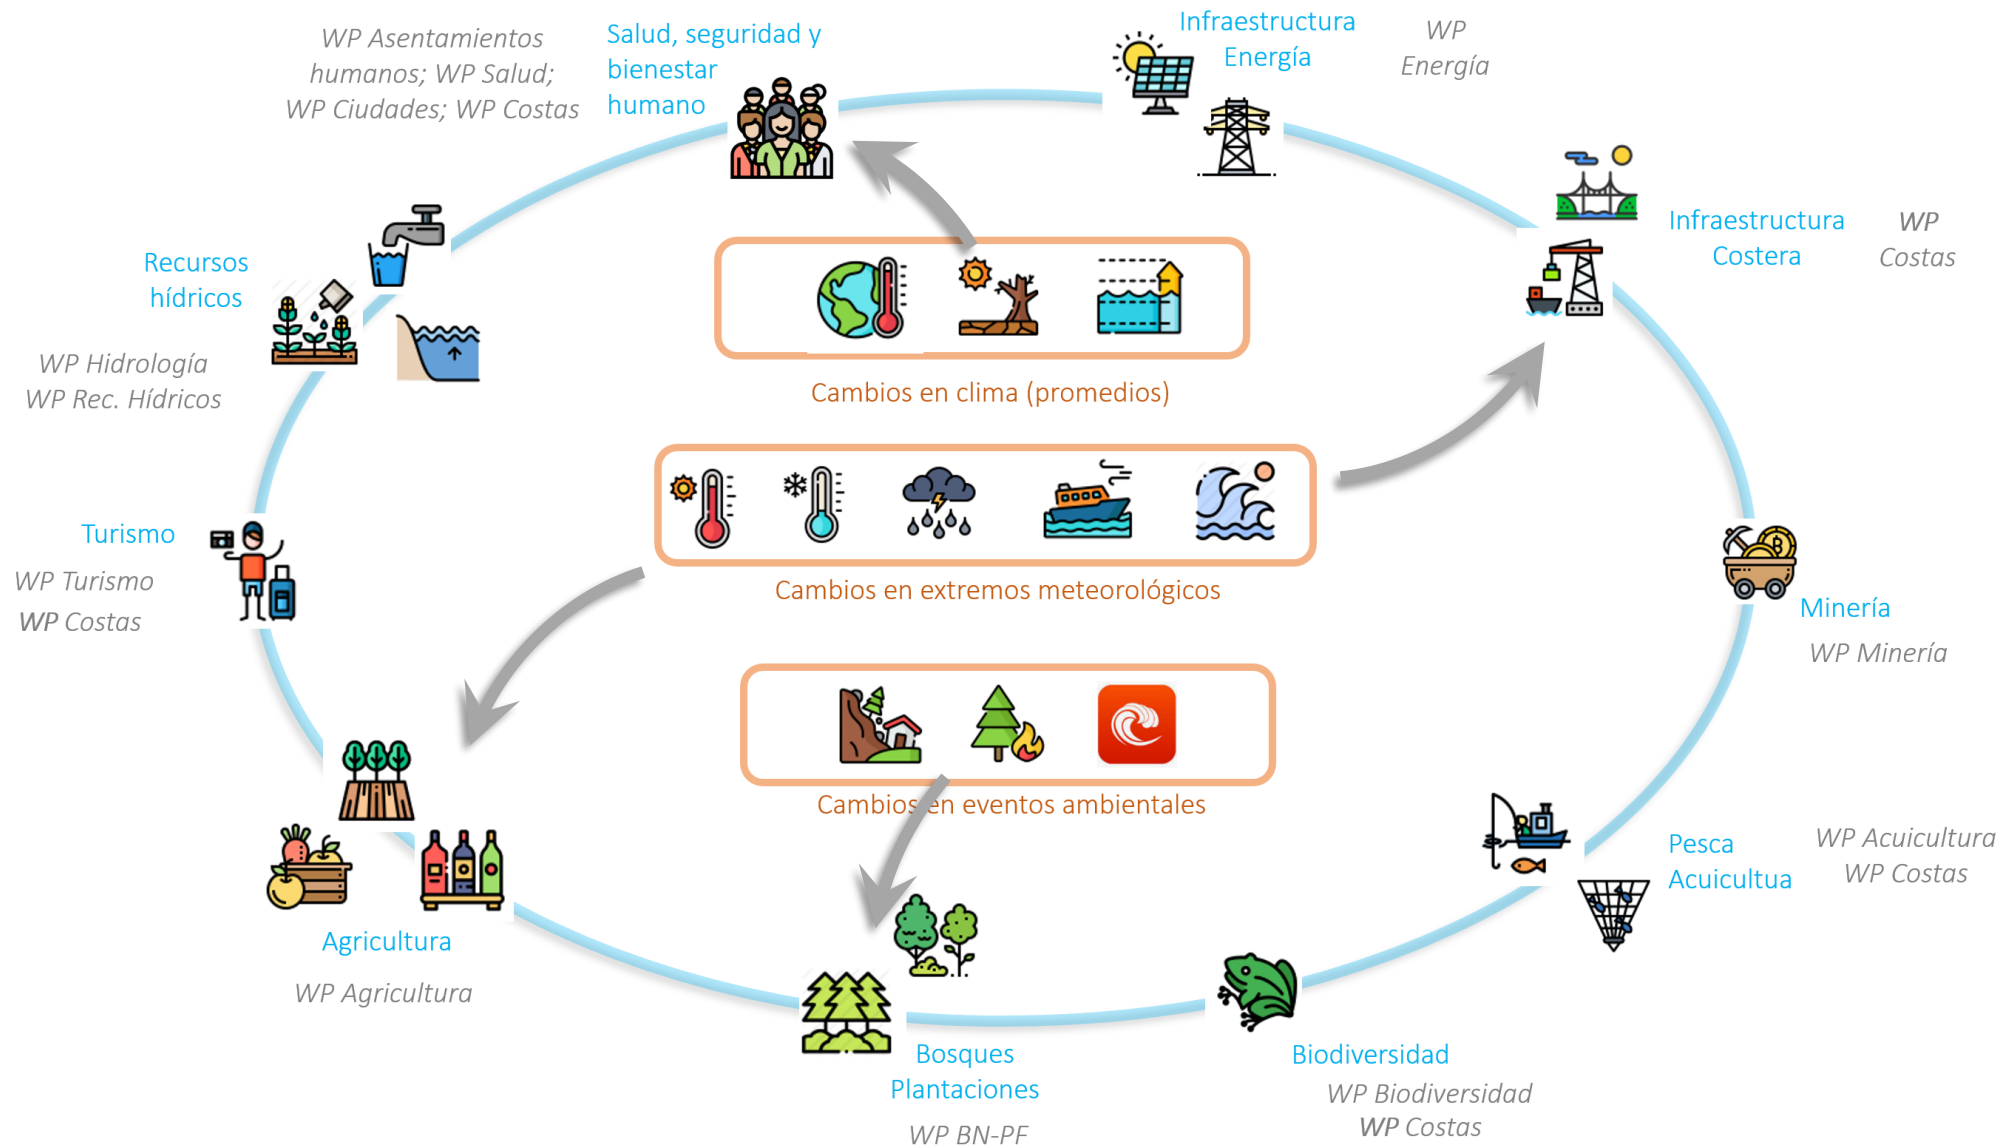 WP Asentamientos
humanos; WP Salud;
WP Ciudades; WP Costas
Salud, seguridad y
bienestar
humano
Infraestructura
Energía
WP
Energía
Infraestructura
Costera
WP
Costas
Recursos
hídricos
WP Hidrología
WP Rec. Hídricos
Cambios en clima (promedios)
Turismo
WP Turismo
WP Costas
Cambios en extremos meteorológicos
Minería
WP Minería
Cambios en eventos ambientales
Pesca
Acuicultua
WP Acuicultura
WP Costas
Agricultura
WP Agricultura
Bosques
Plantaciones
WP BN-PF
Biodiversidad
WP Biodiversidad
WP Costas